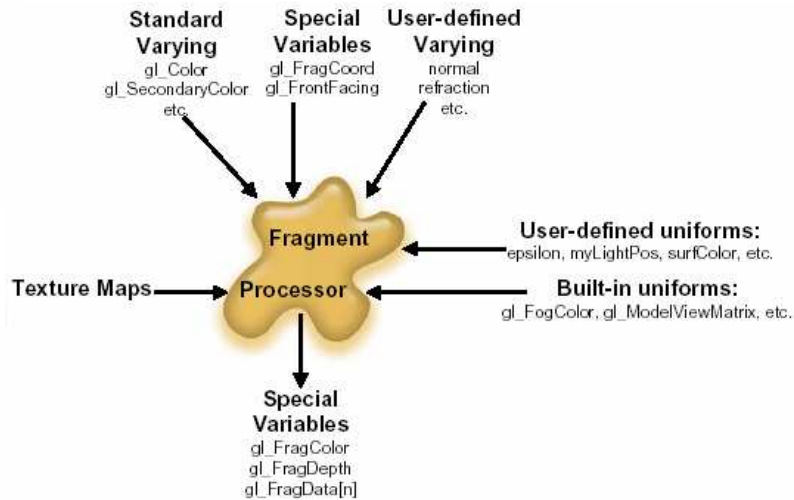 Standard
Varying
gl_Color
gl_SecondaryColor
etc.
Special
Variables
gl_FragCoord
gl_FrontFacing
User-defined
Varying
normal
refraction
etc.
Fragment
Processor
Texture Maps
User-defined uniforms:
epsilon, myLightPos, surfColor, etc.
Built-in uniforms:
gl_FogColor, gl_ModelViewMatrix, etc.
Special
Variables
gl_FragColor
gl_FragDepth
gl_FragData[n]